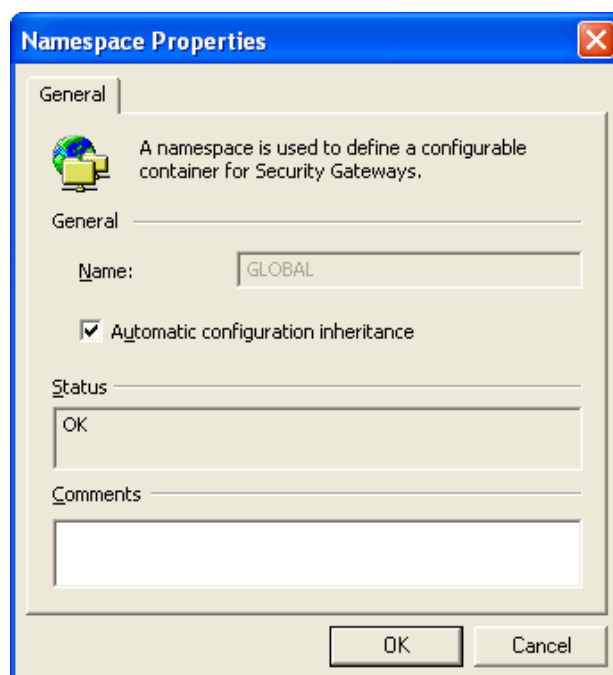 Namespace Properties
General
A namespace is used to define a configurable
container for Security Gateways.
General
Name:
GLOBAL
Automatic configuration inheritance
Status
OK
Comments
OK
Cancel